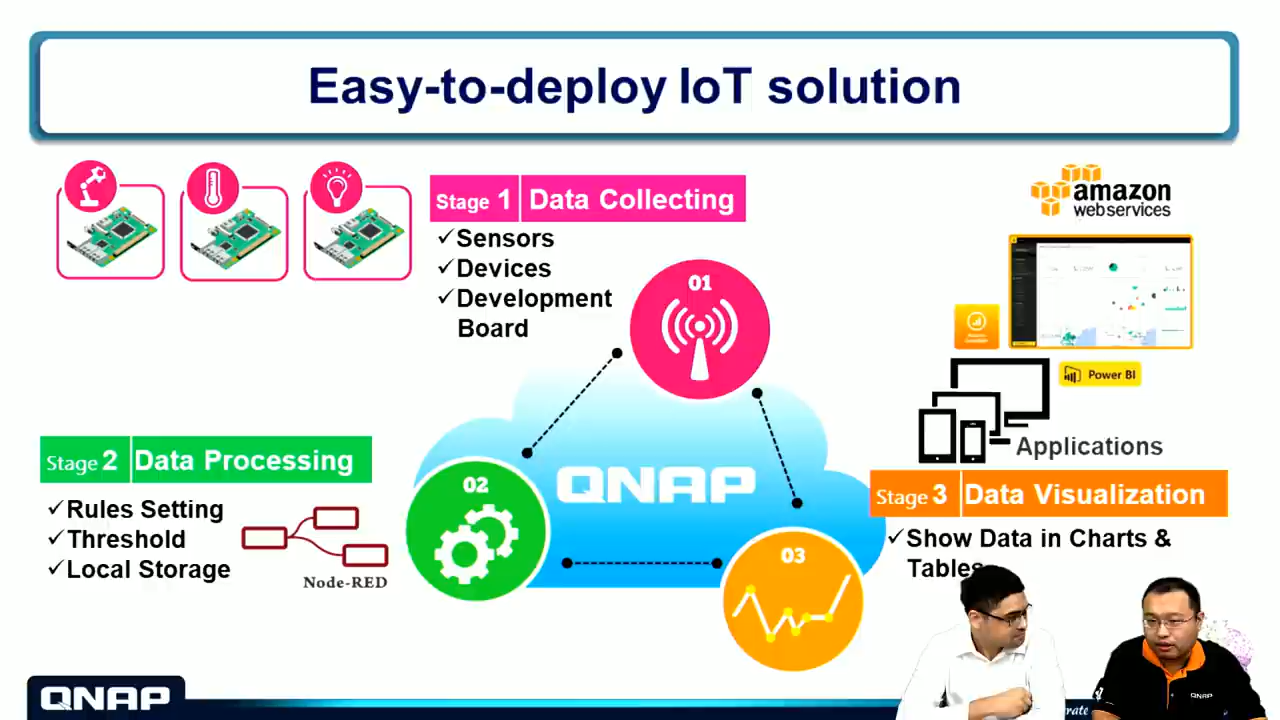 Easy-to-deploy IoT solution
Stage 1 Data Collecting
✓Sensors
✓Devices
✓Development
Board
01
amazon
webservices
Power BI
Applications
Stage 2 Data Processing
✓Rules Setting
✓Threshold
✓Local Storage
Node-RED
02
QNAP
03
Stage 3 Data Visualization
✓Show Data in Charts &
Tables
QNAP
QNAP